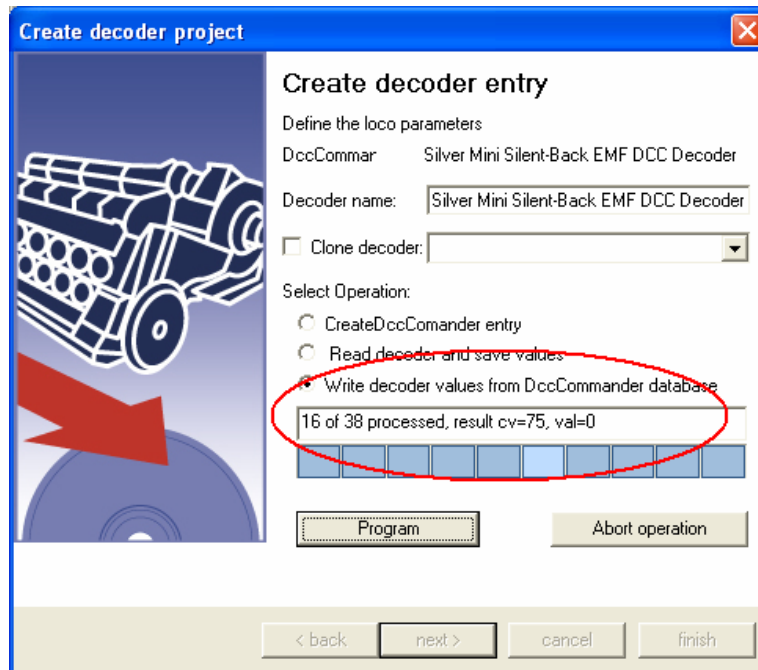 Create decoder project
Create decoder entry
Define the loco parameters
DccCommar Silver Mini Silent-Back EMF DCC Decoder
Decoder name: Silver Mini Silent-Back EMF DCC Decoder
Clone decoder:
Select Operation:
CreateDccComander entry
Read decoder and save values
Write decoder values from DccCommander database
16 of 38 processed, result cv=75, val=0
Program Abort operation
< back next > cancel finish